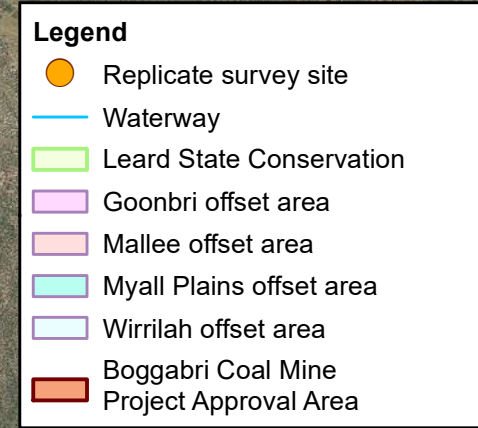 Legend
Replicate survey site
Waterway
Leard State Conservation
Goonbri offset area
Mallee offset area
Myall Plains offset area
Wirrilah offset area
Boggabri Coal Mine
Project Approval Area